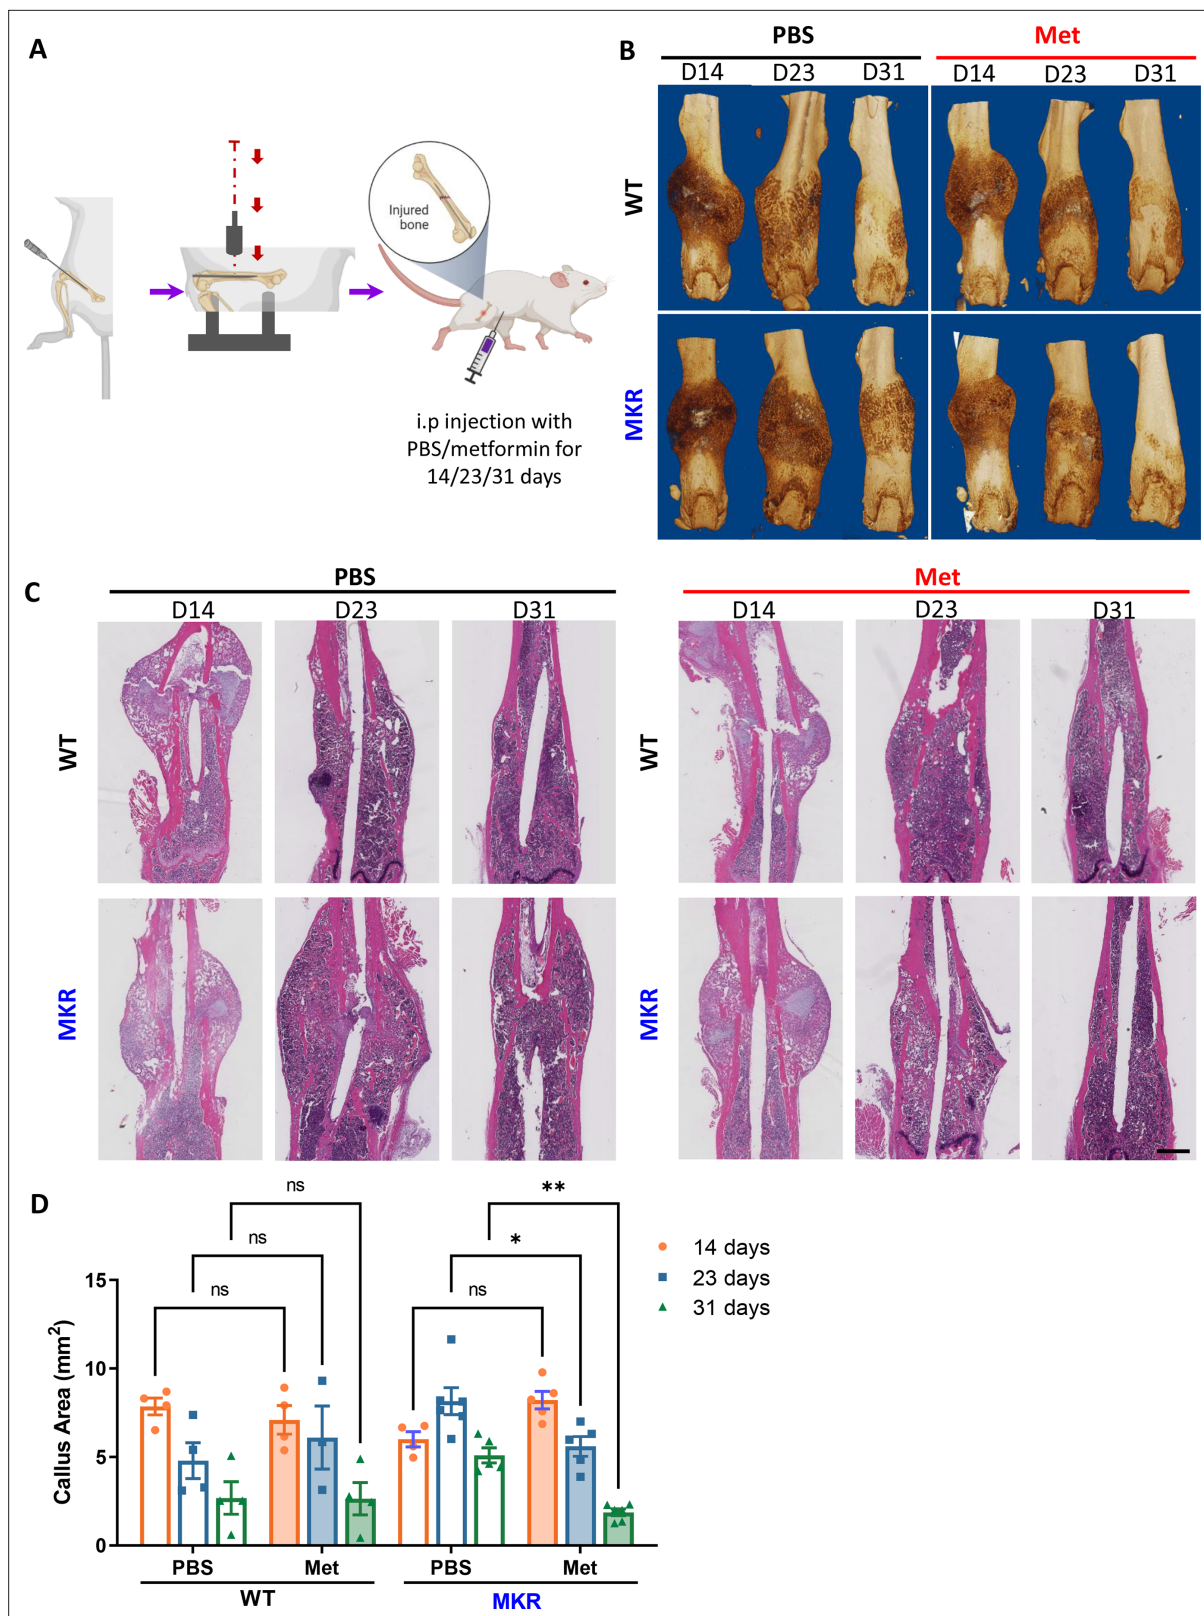 A
Injured
bone
i.p injection with
PBS/metformin for
14/23/31 days
B
PBS Met
D14 D23 D31 D14 D23 D31
WT
MKR
C
PBS Met
D14 D23 D31 D14 D23 D31
WT WT
MKR MKR
D
ns **
ns *
ns ns
14 days
23 days
31 days
Callus Area (mm²)
15
10
5
0
PBS Met PBS Met
WT MKR